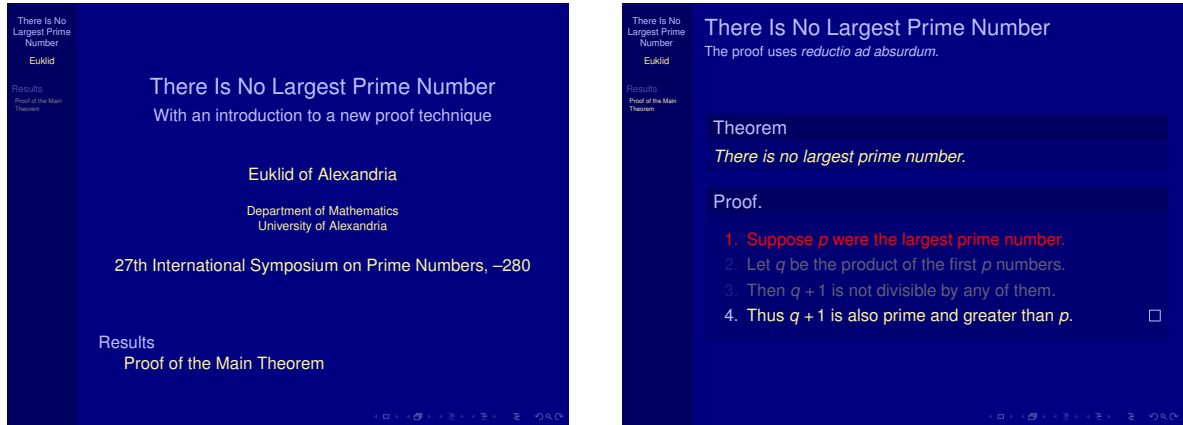 There Is No
Largest Prime
Number
Euklid
Results
Proof of the Main
Theorem
There Is No Largest Prime Number
With an introduction to a new proof technique
Euklid of Alexandria
Department of Mathematics
University of Alexandria
27th International Symposium on Prime Numbers, –280
Results
Proof of the Main Theorem
There Is No
Largest Prime
Number
Euklid
Results
Proof of the Main
Theorem
There Is No Largest Prime Number
The proof uses reductio ad absurdum.
Theorem
There is no largest prime number.
Proof.
1. Suppose p were the largest prime number.
2. Let q be the product of the first p numbers.
3. Then q + 1 is not divisible by any of them.
4. Thus q + 1 is also prime and greater than p. □